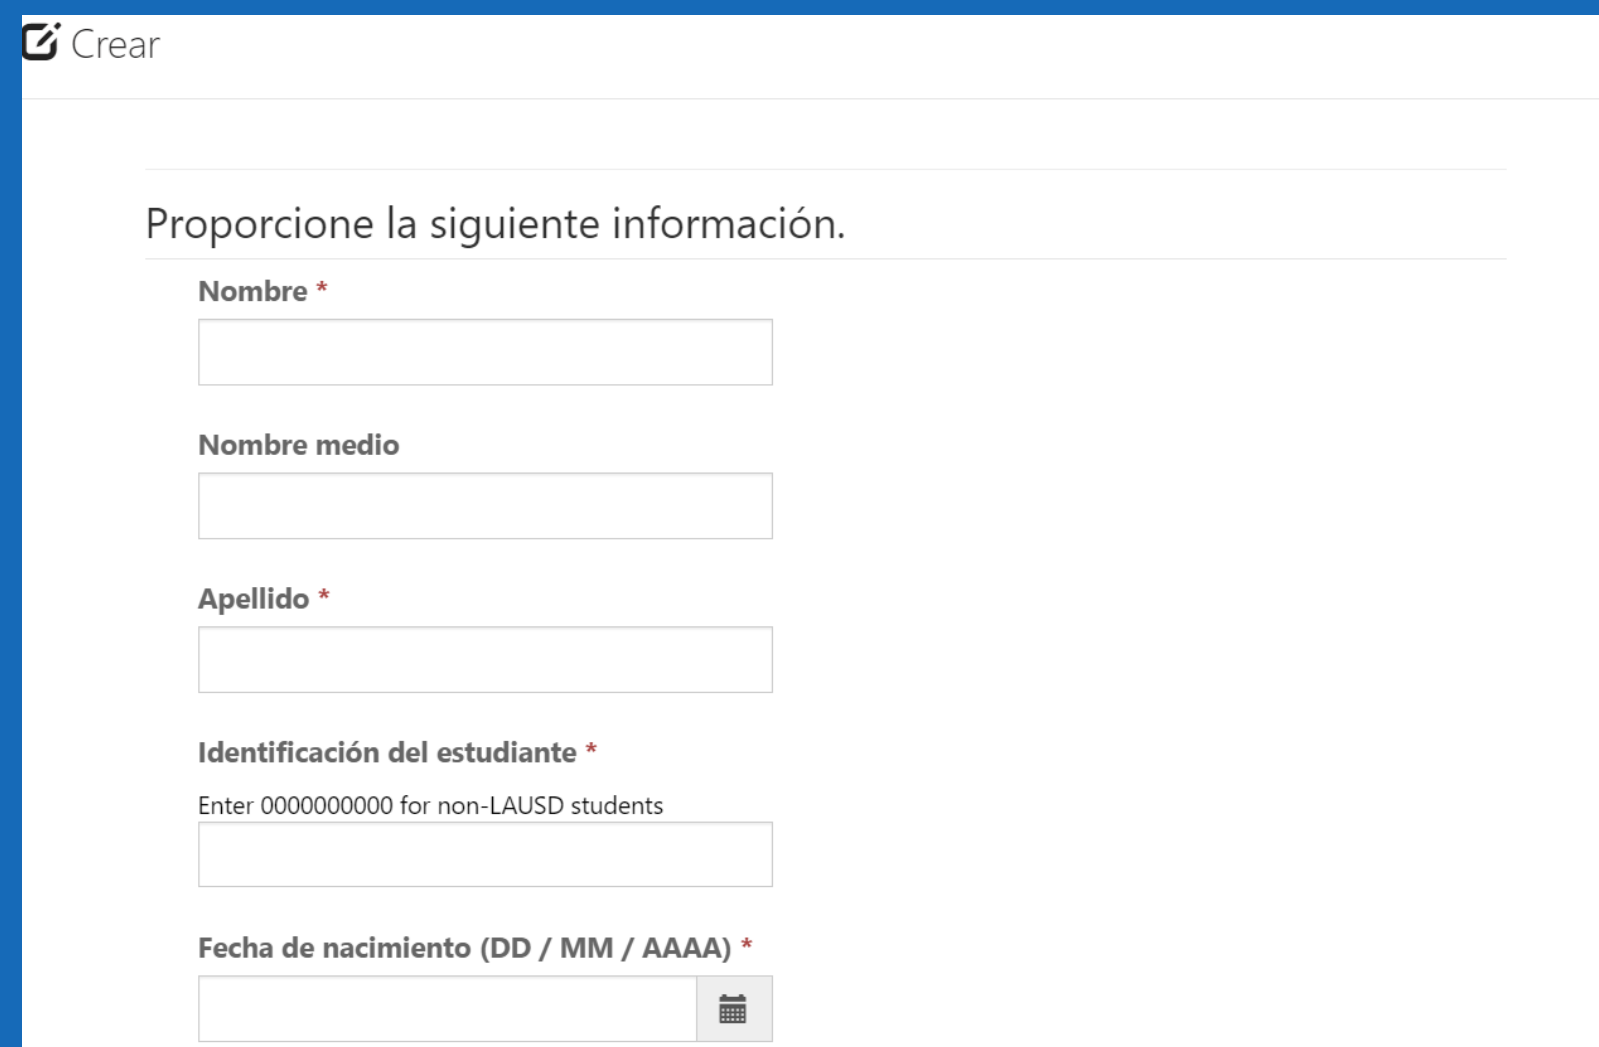 Crear
Proporcione la siguiente información.
Nombre *
Nombre medio
Apellido *
Identificación del estudiante *
Enter 0000000000 for non-LAUSD students
Fecha de nacimiento (DD / MM / AAAA) *